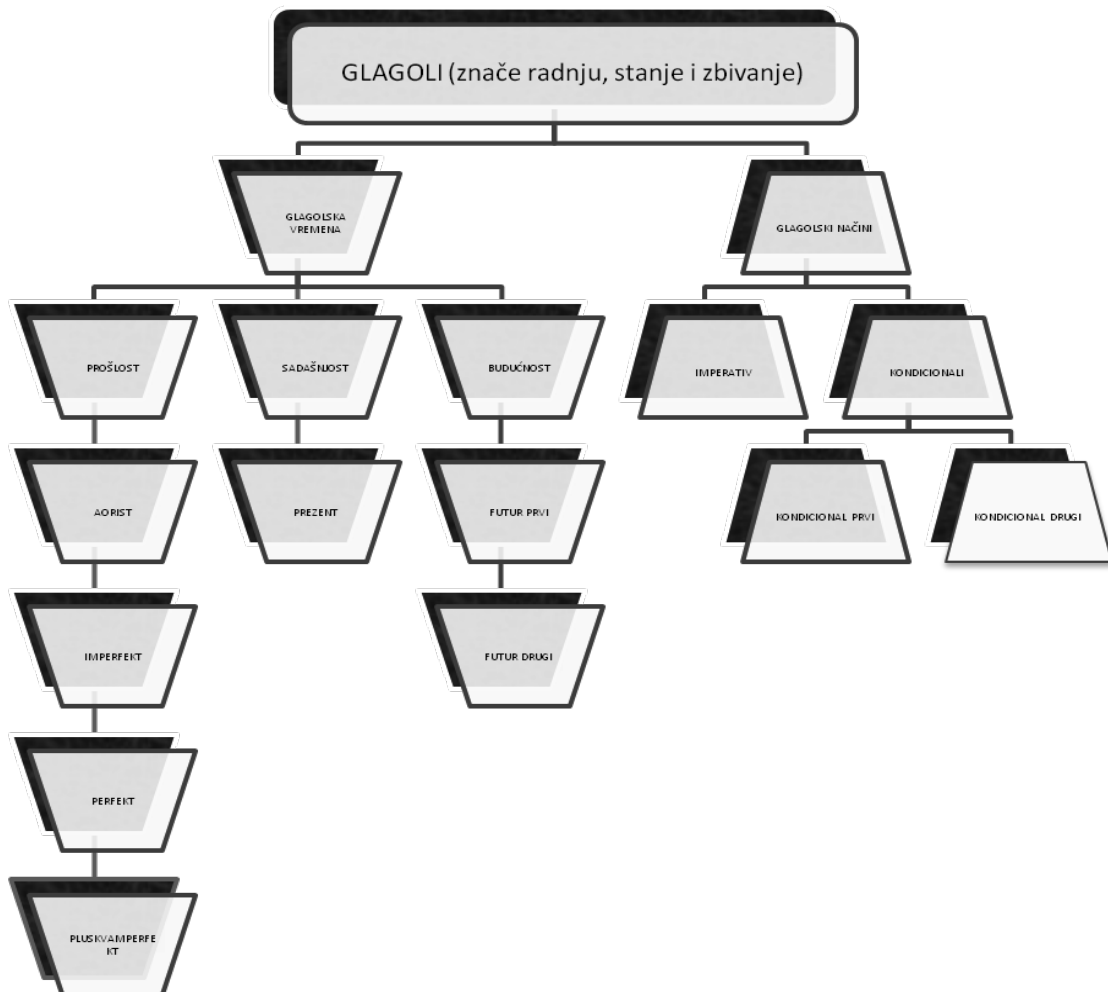 GLAGOLI (znače radnju, stanje i zbivanje)
GLAGOLSKA
VREMENA
GLAGOLSKI NAČINI
PROŠLOST
SADAŠNJOST
BUDUĆNOST
IMPERATIV
KONDICIONALI
AORIST
PREZENT
FUTUR PRVI
KONDICIONAL PRVI
KONDICIONAL DRUGI
IMPERFEKT
FUTUR DRUGI
PERFEKT
PLUSKVAMPERFE
KT